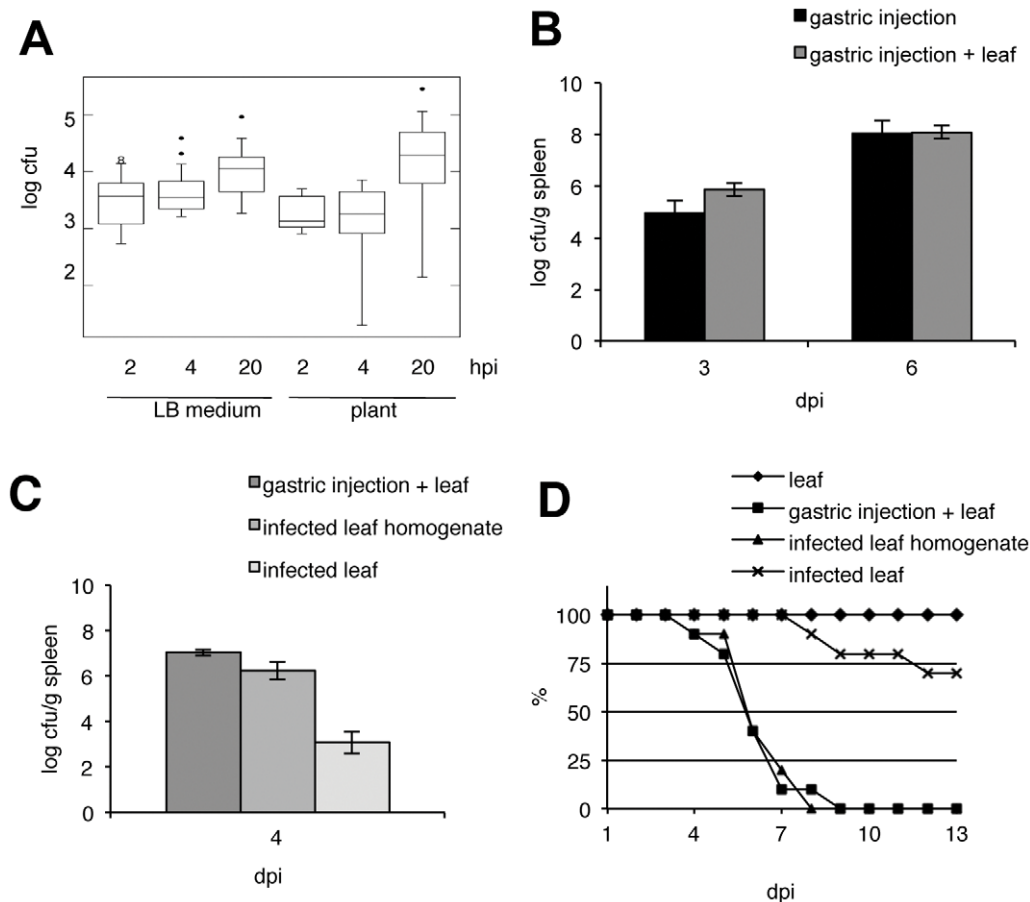 A
log cfu
5
4
3
2
2 4 20 2 4 20 hpi
LB medium plant
B
gastric injection
gastric injection + leaf
log cfu/g spleen
10
8
6
4
2
0
3 6
dpi
C
gastric injection + leaf
infected leaf homogenate
infected leaf
log cfu/g spleen
10
8
6
4
2
0
4
dpi
D
leaf
gastric injection + leaf
infected leaf homogenate
infected leaf
%
100
75
50
25
0
1 4 7 10 13
dpi